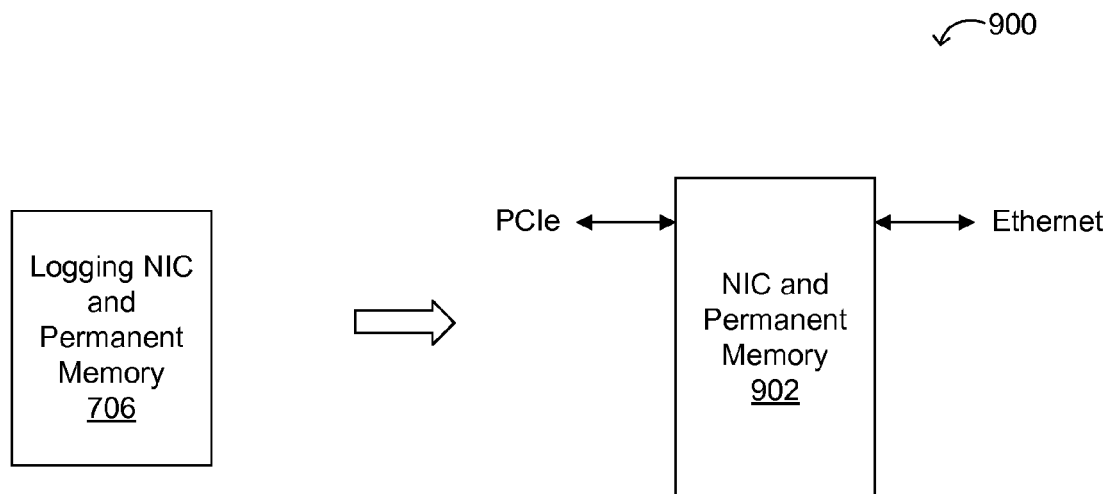 900
PCIe
Ethernet
Logging NIC
and
Permanent
Memory
706
NIC and
Permanent
Memory
902